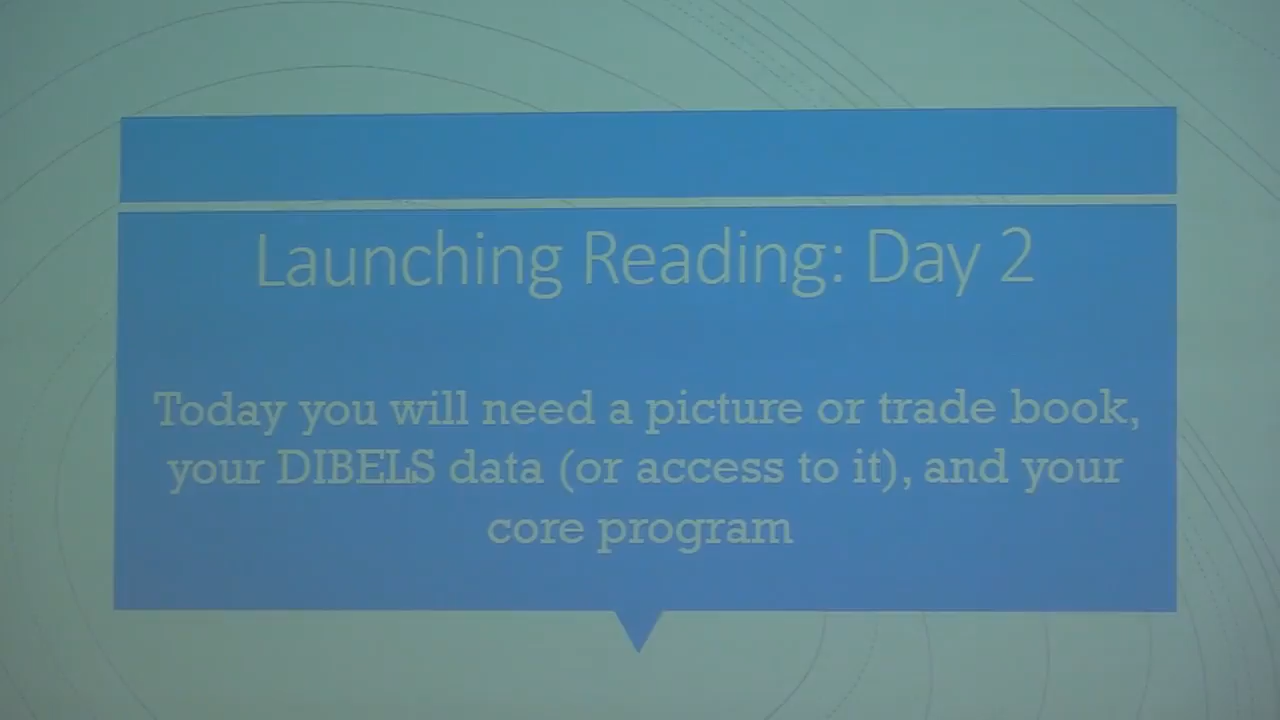 Launching Reading: Day 2
Today you will need a picture or trade book,
your DIBELS data (or access to it), and your
core program